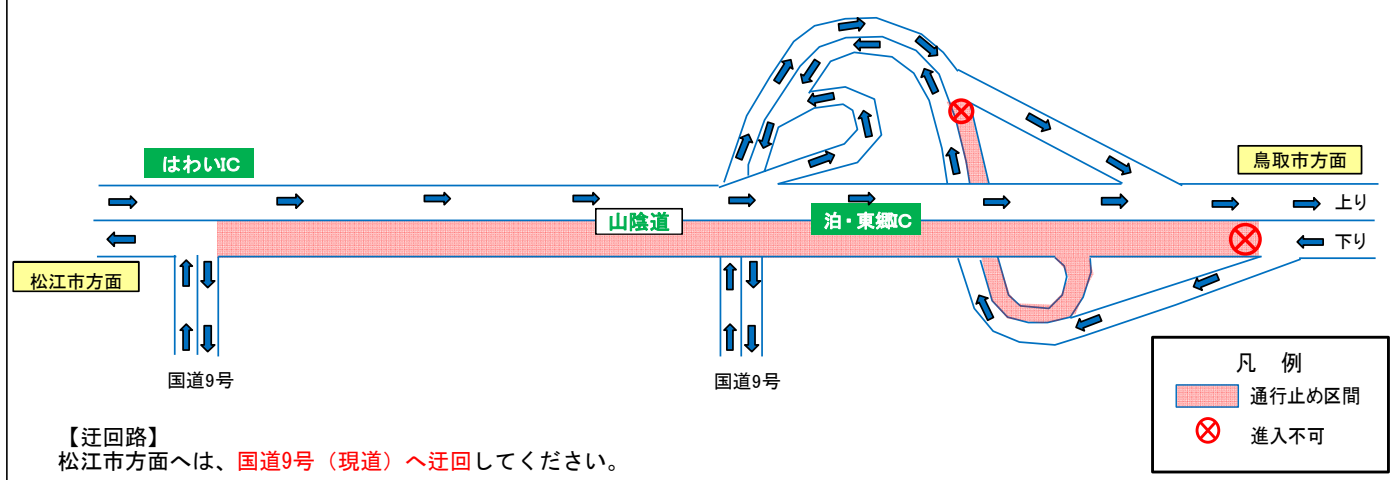 はわいIC
鳥取市方面
山陰道
泊・東郷IC
上り
下り
松江市方面
国道9号
国道9号
凡 例
通行止め区間
進入不可
【迂回路】
松江市方面へは、国道9号（現道）へ迂回してください。